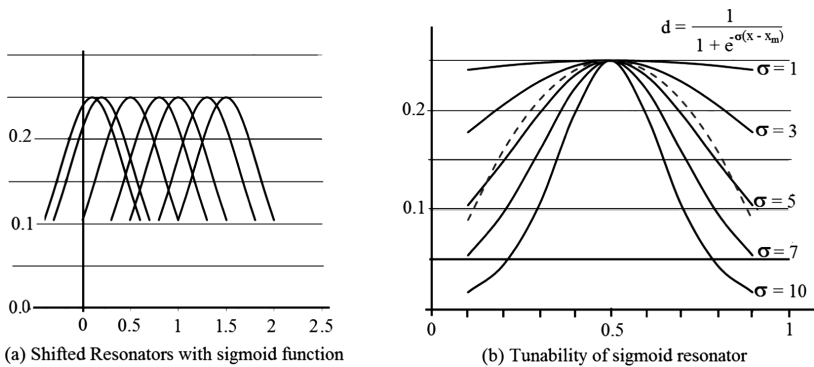 0.2
0.1
0.0
0 0.5 1 1.5 2 2.5
(a) Shifted Resonators with sigmoid function
d = 1 / 1 + e^-σ(x - x_m)
0.2
0.1
σ = 1
σ = 3
σ = 5
σ = 7
σ = 10
0 0.5 1
(b) Tunability of sigmoid resonator